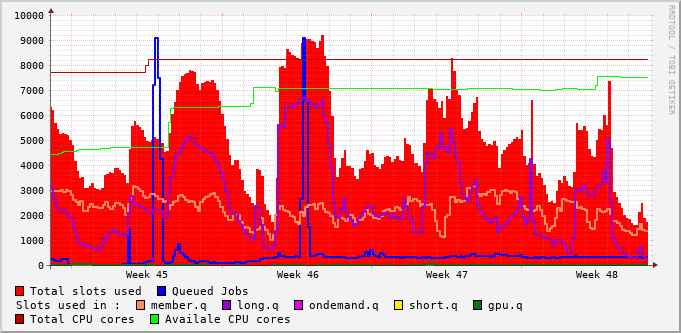 10000
9000
8000
7000
6000
5000
4000
3000
2000
1000
0
Week 45 Week 46 Week 47 Week 48
RRDTOOL / TOBI OETIKER
Total slots used Queued Jobs
Slots used in : member.q long.q ondemand.q short.q gpu.q
Total CPU cores Availale CPU cores